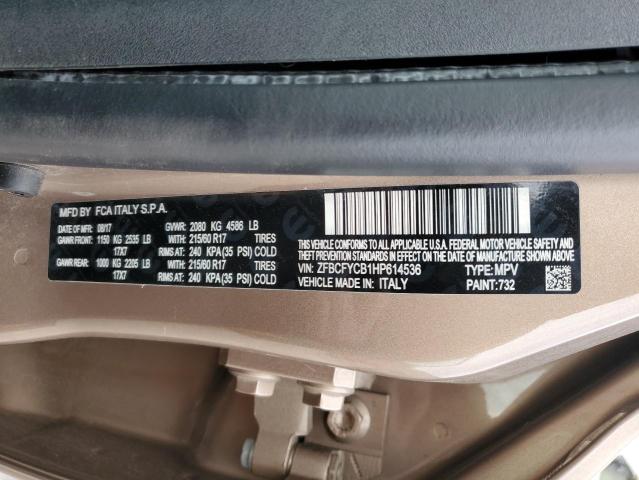 MFD BY FCA ITALY S.P.A.
DATE OF MFR: 08/17 GVWR: 2080 KG 4586 LB
GAWR FRONT: 1150 KG 2535 LB WITH: 215/60 R17 TIRES
17X7 RIMS AT: 240 KPA(35 PSI) COLD
GAWR REAR: 1000 KG 2205 LB WITH: 215/60 R17 TIRES
17X7 RIMS AT: 240 KPA(35 PSI) COLD
THIS VEHICLE CONFORMS TO ALL APPLICABLE U.S.A. FEDERAL MOTOR VEHICLE SAFETY AND
THEFT PREVENTION STANDARDS IN EFFECT ON THE DATE OF MANUFACTURE SHOWN ABOVE
VIN: ZFBCFYCB1HP614536 TYPE: MPV
VEHICLE MADE IN: ITALY PAINT:732